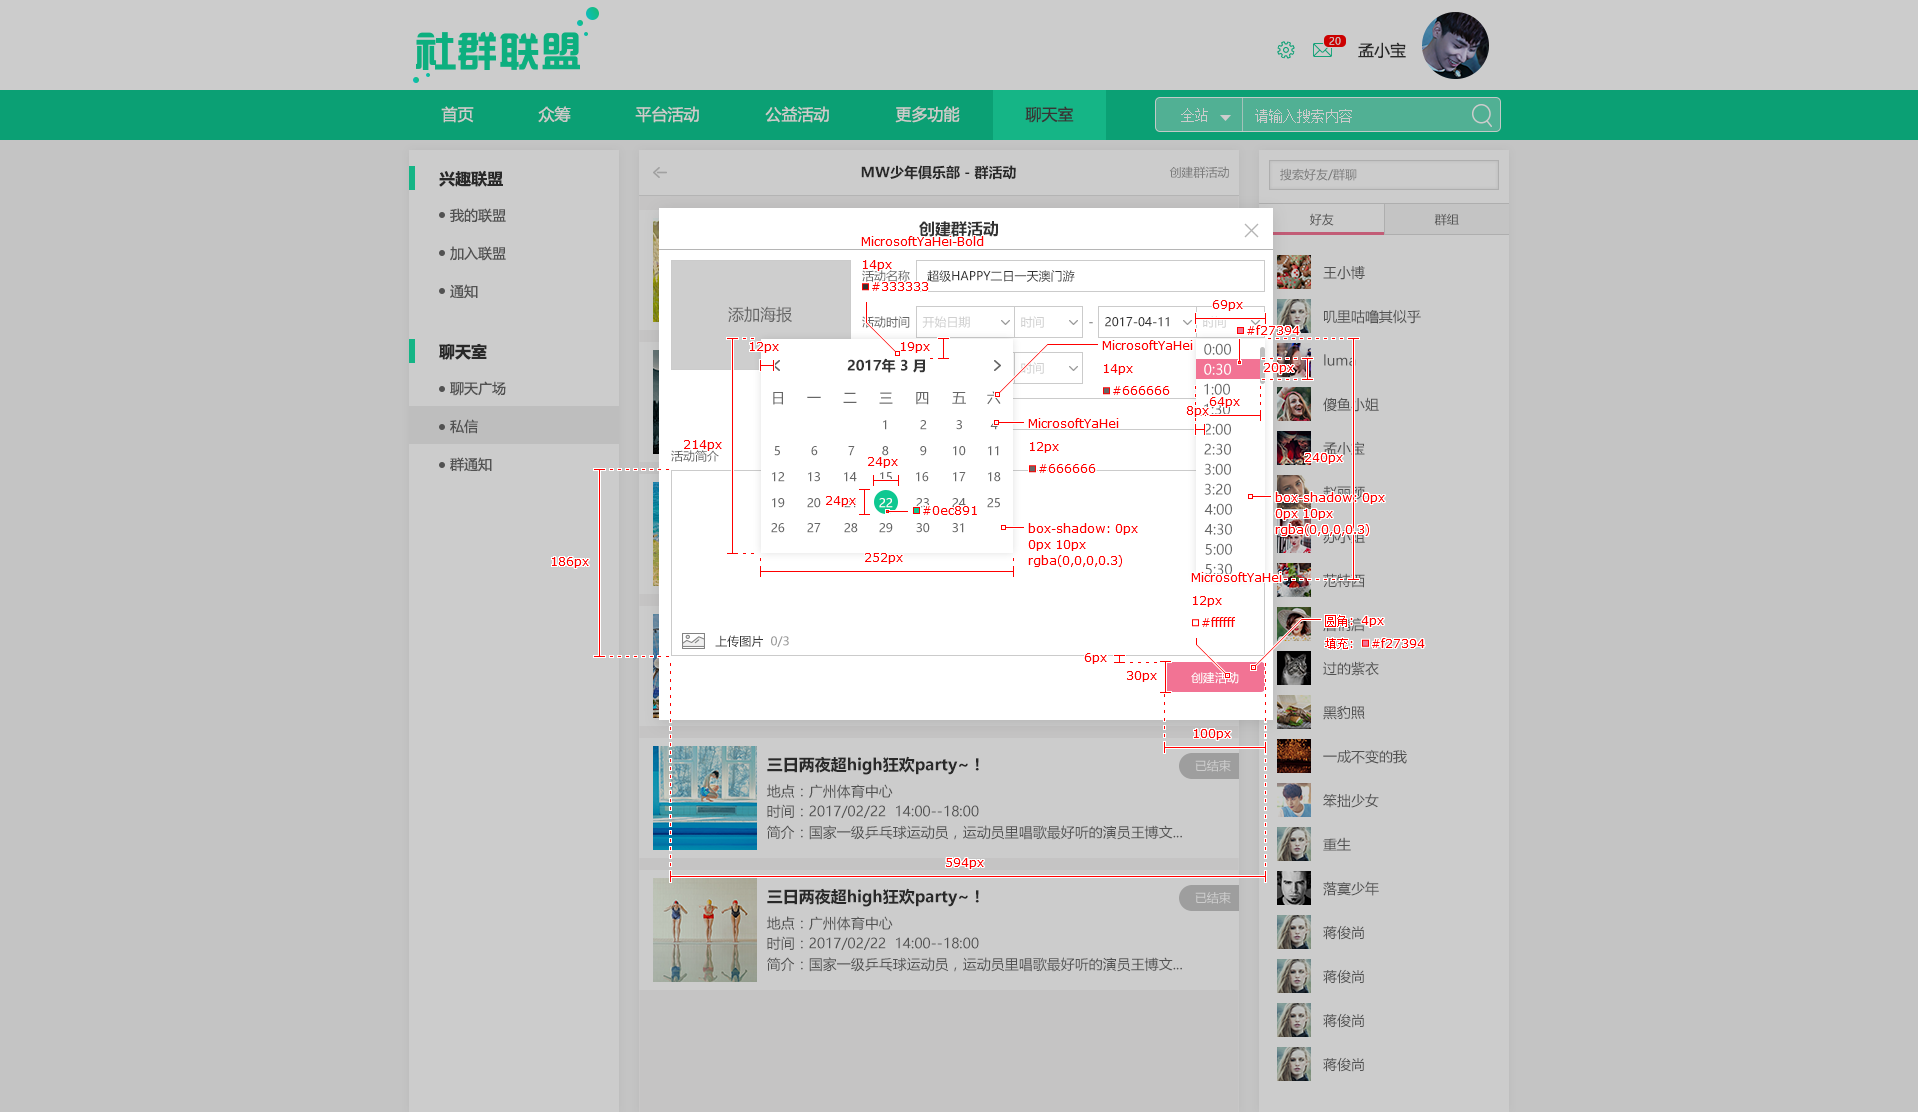 社群联盟
20
孟小宝
首页
众筹
平台活动
公益活动
更多功能
聊天室
全站
请输入搜索内容
兴趣联盟
我的联盟
加入联盟
通知
聊天室
聊天广场
私信
群通知
MW少年俱乐部 - 群活动
创建群活动
创建群活动
MicrosoftYaHei-Bold
14px
#333333
添加海报
活动名称
超级HAPPY二日一天澳门游
活动时间
开始日期
时间
-
2017-04-11
时间
69px
#f27394
12px
19px
2017年 3 月
时间
MicrosoftYaHei
14px
#666666
日 一 二 三 四 五 六
1 2 3 4
5 6 7 8 9 10 11
12 13 14 15 16 17 18
19 20 22 23 24 25
26 27 28 29 30 31
MicrosoftYaHei
12px
#666666
214px
24px
24px
#0ec891
box-shadow: 0px
0px 10px
rgba(0,0,0,0.3)
252px
活动简介
186px
0:00
0:30
1:00
1:30
2:00
2:30
3:00
3:20
4:00
4:30
5:00
5:30
20px
64px
8px
240px
box-shadow: 0px
0px 10px
rgba(0,0,0,0.3)
MicrosoftYaHei
12px
#ffffff
圆角：4px
填充： #f27394
上传图片 0/3
6px
30px
创建活动
100px
594px
三日两夜超high狂欢party~！
已结束
地点：广州体育中心
时间：2017/02/22 14:00--18:00
简介：国家一级乒乓球运动员，运动员里唱歌最好听的演员王博文...
三日两夜超high狂欢party~！
已结束
地点：广州体育中心
时间：2017/02/22 14:00--18:00
简介：国家一级乒乓球运动员，运动员里唱歌最好听的演员王博文...
搜索好友/群聊
好友
群组
王小博
叽里咕噜其似乎
luma
傻鱼小姐
孟小宝
苏小姐
范特西
过的紫衣
黑豹照
一成不变的我
笨拙少女
重生
落寞少年
蒋俊尚
蒋俊尚
蒋俊尚
蒋俊尚